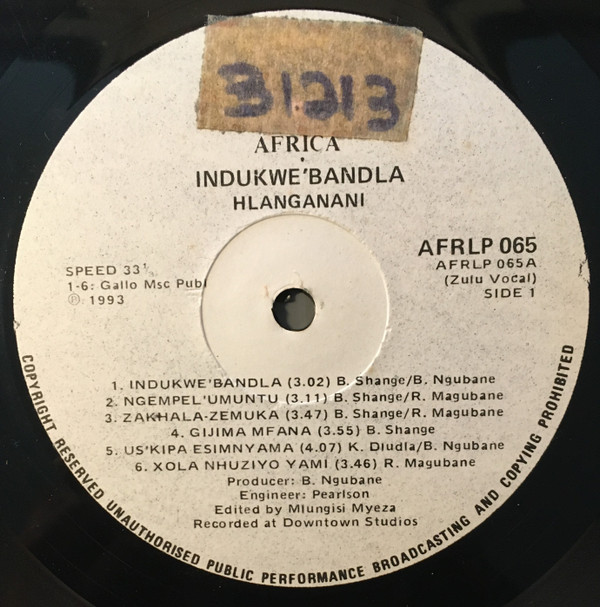 31213
AFRICA
INDUKWE'BANDLA
HLANGANANI
AFRLP 065
AFRLP 065A
(Zulu Vocal)
SIDE 1
SPEED 33⅓
1-6: Gallo Msc Publ
℗ 1993
1. INDUKWE'BANDLA (3.02) B. Shange/B. Ngubane
2. NGEMPEL'UMUNTU (3.11) B. Shange/R. Magubane
3. ZAKHALA-ZEMUKA (3.47) B. Shange/R. Magubane
4. GIJIMA MFANA (3.55) B. Shange
5. US'KIPA ESIMNYAMA (4.07) K. Dludla/B. Ngubane
6. XOLA NHUZIYO YAMI (3.46) R. Magubane
Producer: B. Ngubane
Engineer: Pearlson
Edited by Mlungisi Myeza
Recorded at Downtown Studios
COPYRIGHT RESERVED UNAUTHORISED PUBLIC PERFORMANCE BROADCASTING AND COPYING PROHIBITED